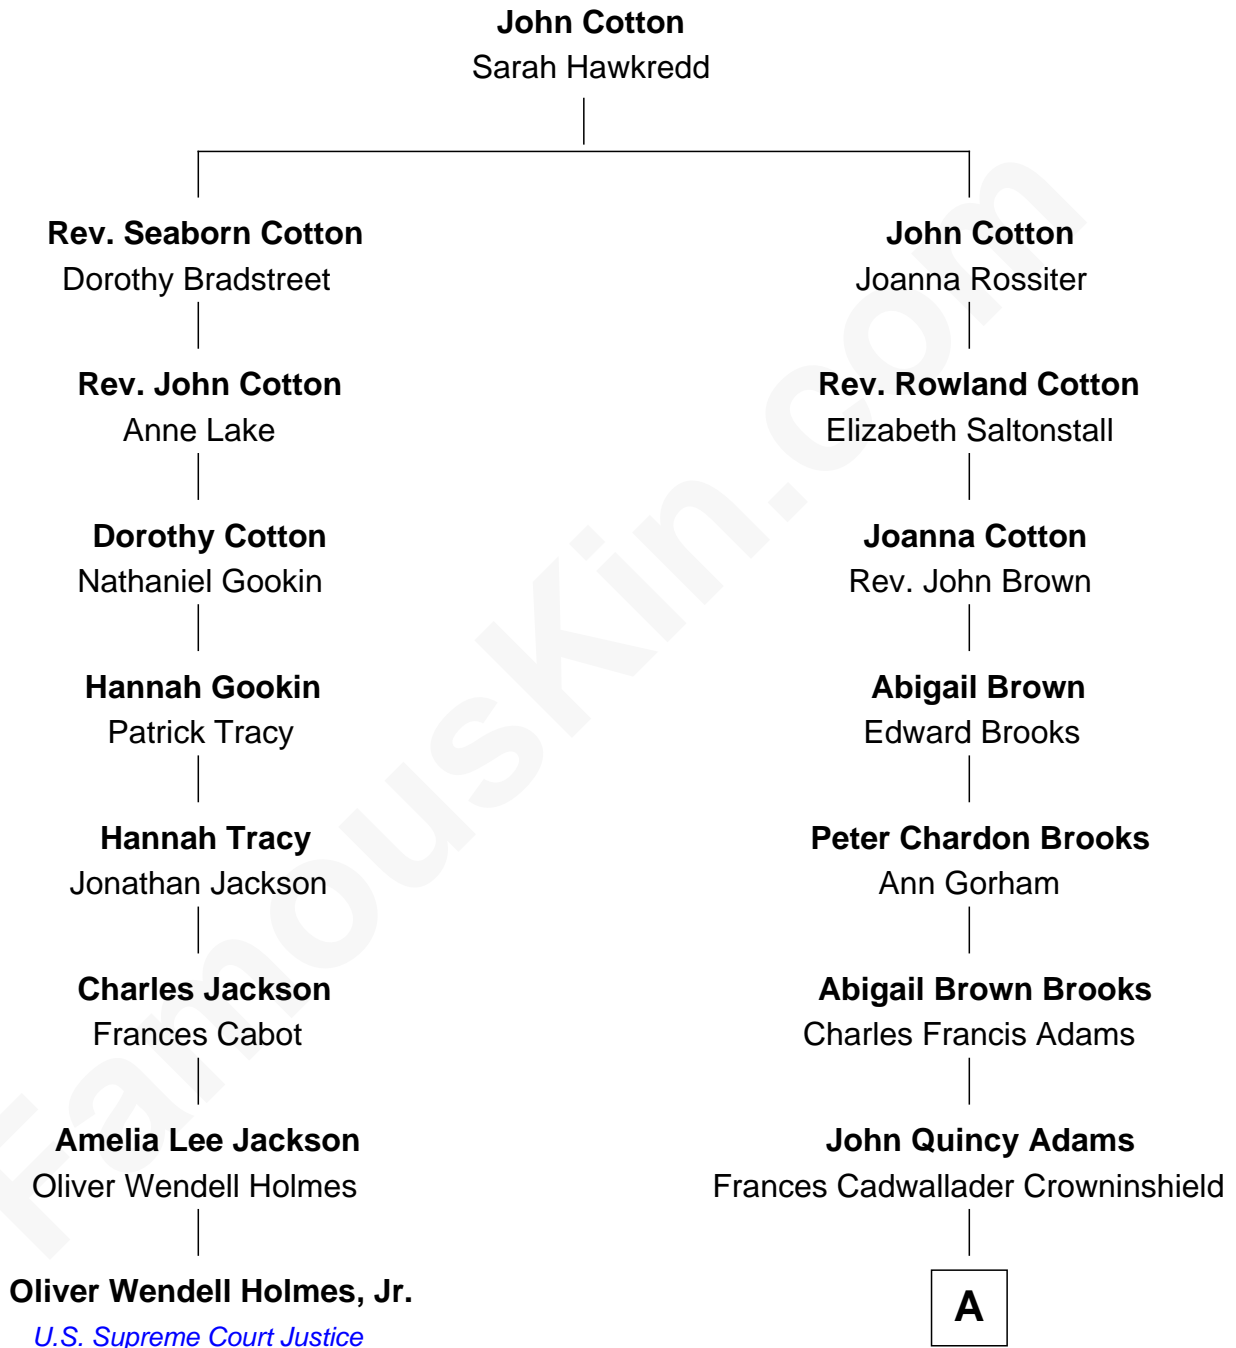 John Cotton
Sarah Hawkredd
Rev. Seaborn Cotton
Dorothy Bradstreet
John Cotton
Joanna Rossiter
Rev. John Cotton
Anne Lake
Rev. Rowland Cotton
Elizabeth Saltonstall
Dorothy Cotton
Nathaniel Gookin
Joanna Cotton
Rev. John Brown
Hannah Gookin
Patrick Tracy
Abigail Brown
Edward Brooks
Hannah Tracy
Jonathan Jackson
Peter Chardon Brooks
Ann Gorham
Charles Jackson
Frances Cabot
Abigail Brown Brooks
Charles Francis Adams
Amelia Lee Jackson
Oliver Wendell Holmes
John Quincy Adams
Frances Cadwallader Crowninshield
Oliver Wendell Holmes, Jr.
U.S. Supreme Court Justice
A
FamousKin.com